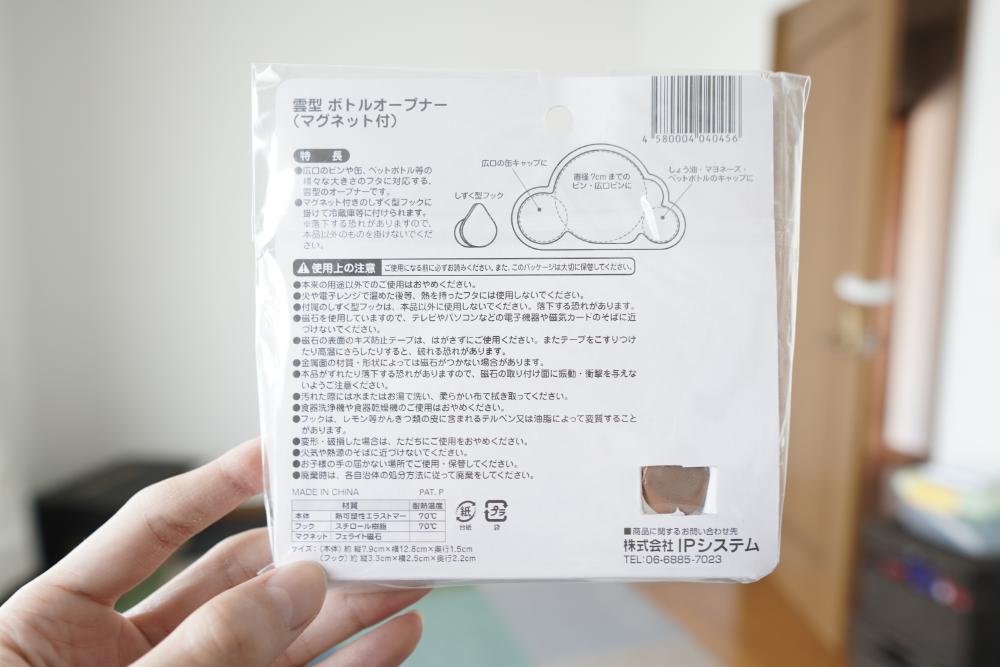 雲型 ボトルオープナー
（マグネット付）
4 580004 040456
特 長
●広口のビンや缶、ペットボトル等の
様々な大きさのフタに対応する、
雲型のオープナーです。
●マグネット付きのしずく型フックに
掛けて冷蔵庫等に付けられます。
※落下する恐れがありますので、
本品以外のものを掛けないでくだ
さい。
しずく型フック
広口の缶キャップに
直径7cmまでの
ビン・広口ビンに
しょう油・マヨネーズ・
ペットボトルのキャップに
使用上の注意 ご使用になる前に必ずお読みください。また、このパッケージは大切に保管してください。
●本来の用途以外でのご使用はおやめください。
●火や電子レンジで温めた後等、熱を持ったフタには使用しないでください。
●付属のしずく型フックは、本品以外に使用しないでください。落下する恐れがあります。
●磁石を使用していますので、テレビやパソコンなどの電子機器や磁気カードのそばに近
づけないでください。
●磁石の表面のキズ防止テープは、はがさずにご使用ください。またテープをこすりつけ
たり高温にさらしたりすると、破れる恐れがあります。
●金属面の材質・形状によっては磁石がつかない場合があります。
●本品がずれたり落下する恐れがありますので、磁石の取り付け面に振動・衝撃を与えな
いようご注意ください。
●汚れた際には水またはお湯で洗い、柔らかい布で拭き取ってください。
●食器洗浄機や食器乾燥機のご使用はおやめください。
●フックは、レモン等かんきつ類の皮に含まれるテルペン又は油脂によって変質すること
があります。
●変形・破損した場合は、ただちにご使用をおやめください。
●火気や熱源のそばに近づけないでください。
●お子様の手の届かない場所でご使用・保管してください。
●廃棄時は、各自治体の処分方法に従って廃棄をしてください。
MADE IN CHINA PAT. P
材質 耐熱温度
本体 熱可塑性エラストマー 70℃
フック スチロール樹脂 70℃
マグネット フェライト磁石
紙 台紙
プラ 袋
サイズ：（本体）約 縦7.9cm×横12.8cm×奥行1.5cm
（フック）約 縦3.3cm×横2.5cm×奥行2.2cm
■商品に関するお問い合わせ先
株式会社 IPシステム
TEL:06-6885-7023